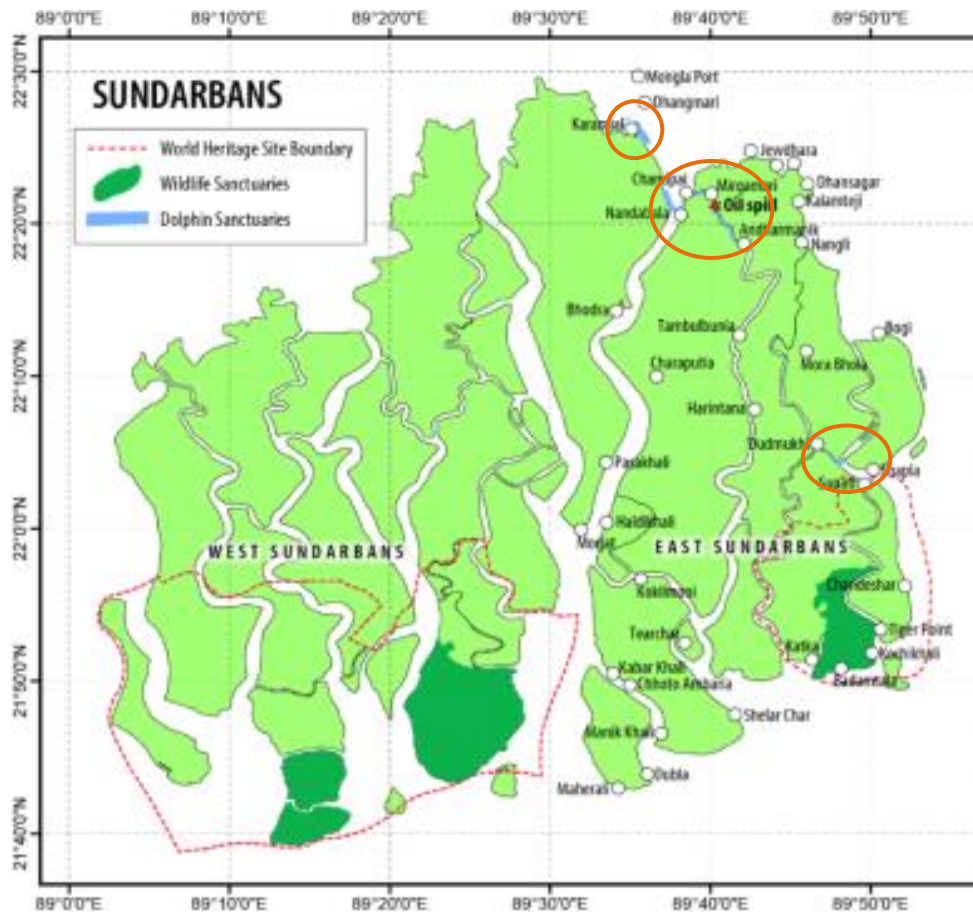 89°0'0"E 89°10'0"E 89°20'0"E 89°30'0"E 89°40'0"E 89°50'0"E
22°30'0"N
SUNDARBANS
World Heritage Site Boundary
Wildlife Sanctuaries
Dolphin Sanctuaries
Mongla Port
Dhangmari
Jewdhara
Mirgamari
Dhansagar
Oil spill
Kalamteji
Nandabala
22°20'0"N
Andharmanik
Nangli
Bhodra
Tambulbunia
Bogi
Mora Bhola
Charaputia
22°10'0"N
Harintana
Dudmukhi
Pasakhali
Supati
Haldikhali
22°0'0"N
WEST SUNDARBANS
EAST SUNDARBANS
Kokilmoni
Chandeshar
Tearchar
Tiger Point
Katka
Kochikhali
Kabar Khali
Badamtala
21°50'0"N
Chhoto Ambaria
Shelar Char
Manik Khali
Dubla
Maherali
21°40'0"N
89°0'0"E 89°10'0"E 89°20'0"E 89°30'0"E 89°40'0"E 89°50'0"E